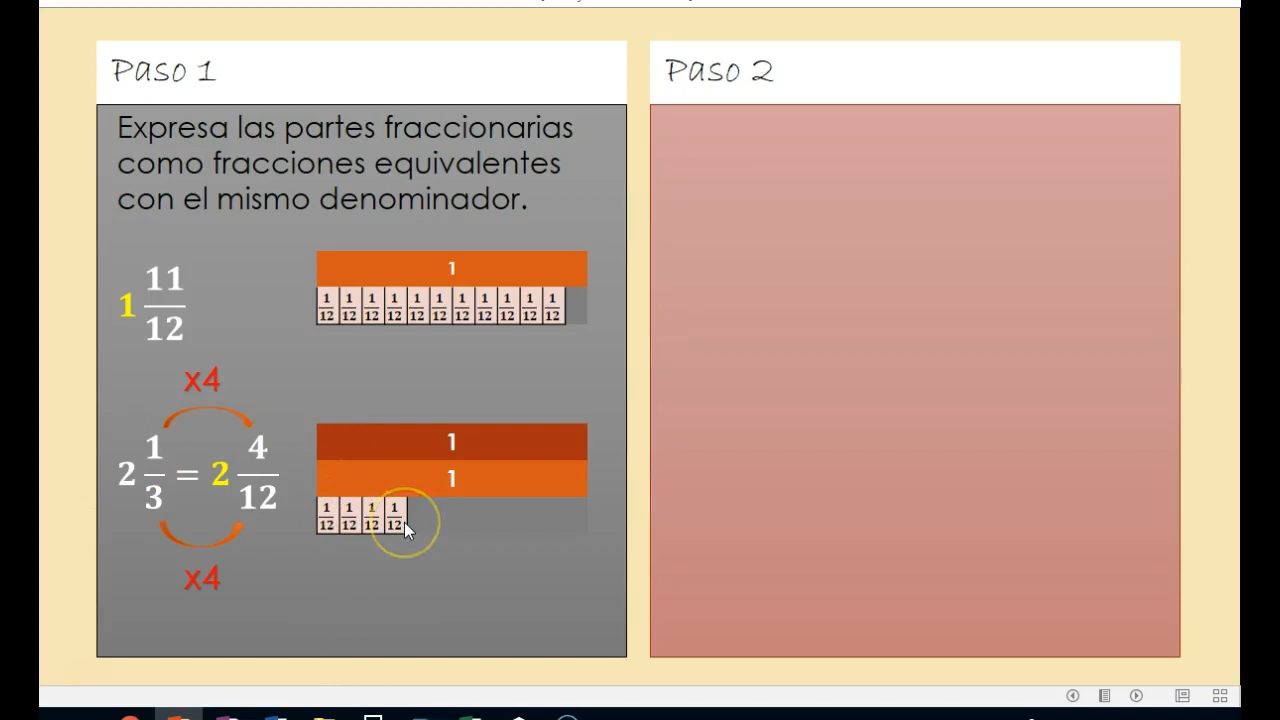 Paso 1
Expresa las partes fraccionarias
como fracciones equivalentes
con el mismo denominador.
1 11/12
1
1/12 1/12 1/12 1/12 1/12 1/12 1/12 1/12 1/12 1/12 1/12
x4
2 1/3 = 2 4/12
x4
1
1
1/12 1/12 1/12 1/12
Paso 2